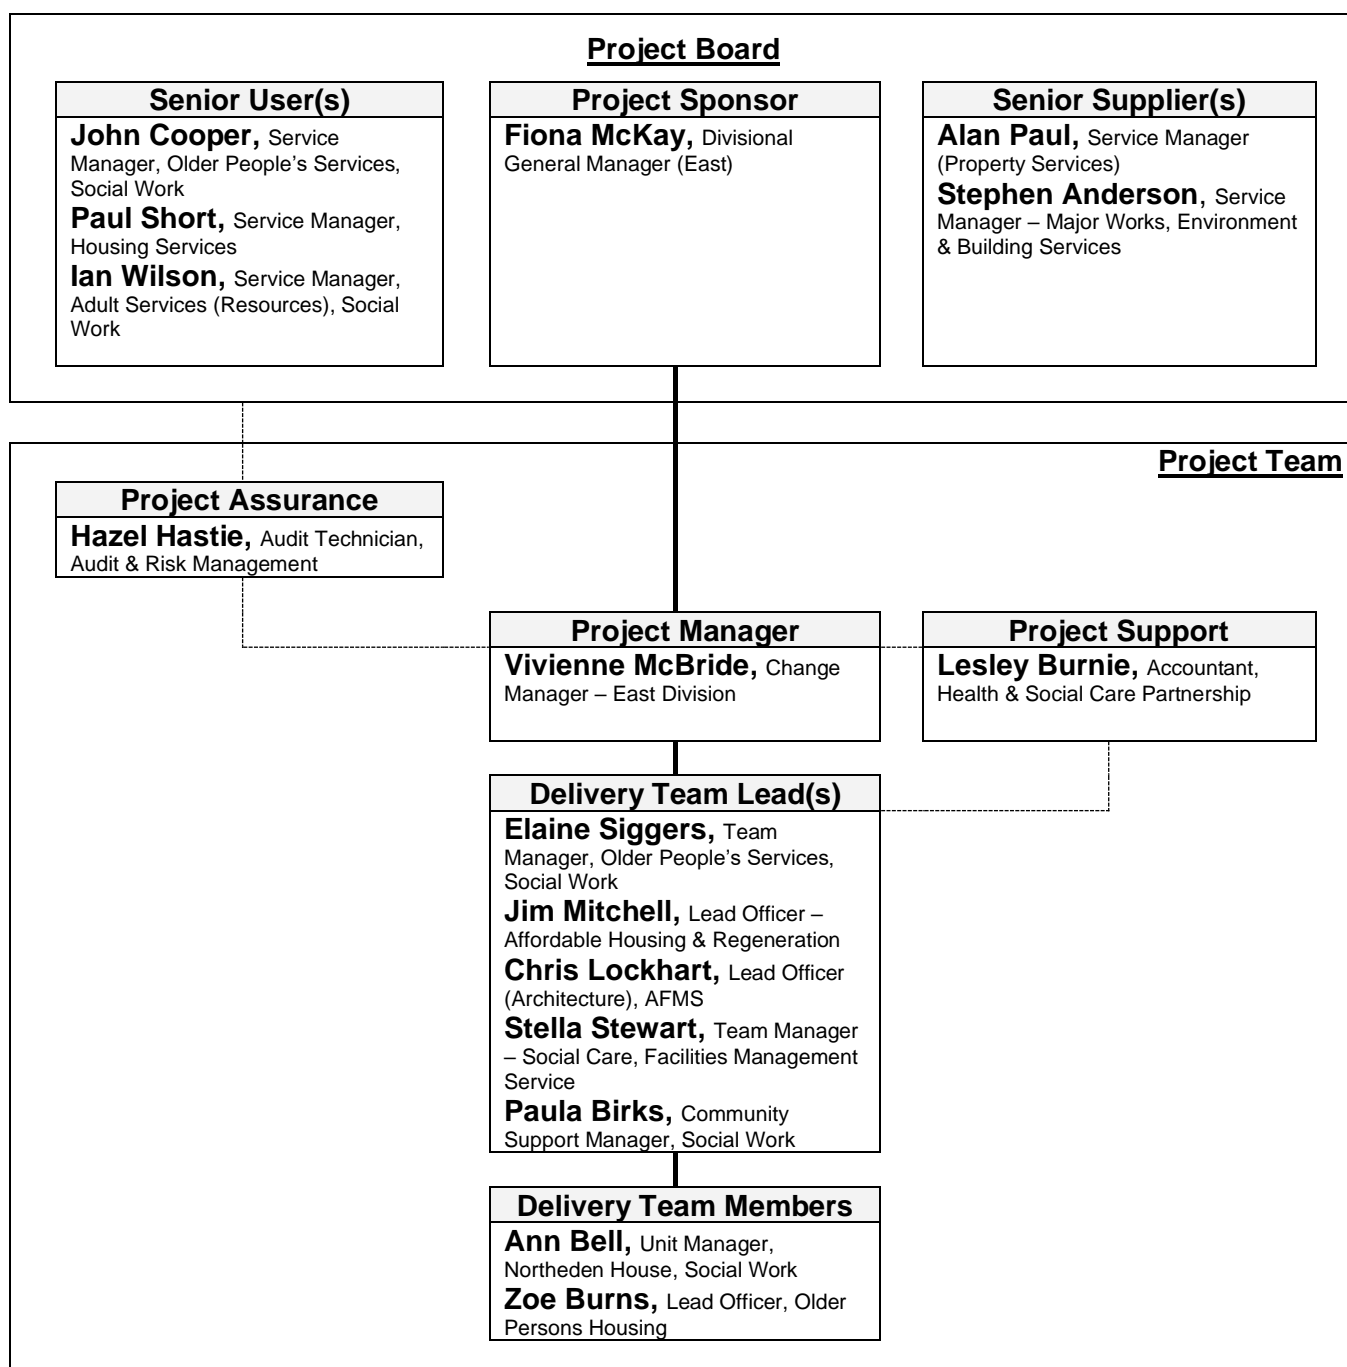 Project Board
Senior User(s)
John Cooper, Service
Manager, Older People’s Services,
Social Work
Paul Short, Service Manager,
Housing Services
Ian Wilson, Service Manager,
Adult Services (Resources), Social
Work
Project Sponsor
Fiona McKay, Divisional
General Manager (East)
Senior Supplier(s)
Alan Paul, Service Manager
(Property Services)
Stephen Anderson, Service
Manager – Major Works, Environment
& Building Services
Project Team
Project Assurance
Hazel Hastie, Audit Technician,
Audit & Risk Management
Project Manager
Vivienne McBride, Change
Manager – East Division
Project Support
Lesley Burnie, Accountant,
Health & Social Care Partnership
Delivery Team Lead(s)
Elaine Siggers, Team
Manager, Older People’s Services,
Social Work
Jim Mitchell, Lead Officer –
Affordable Housing & Regeneration
Chris Lockhart, Lead Officer
(Architecture), AFMS
Stella Stewart, Team Manager
– Social Care, Facilities Management
Service
Paula Birks, Community
Support Manager, Social Work
Delivery Team Members
Ann Bell, Unit Manager,
Northeden House, Social Work
Zoe Burns, Lead Officer, Older
Persons Housing